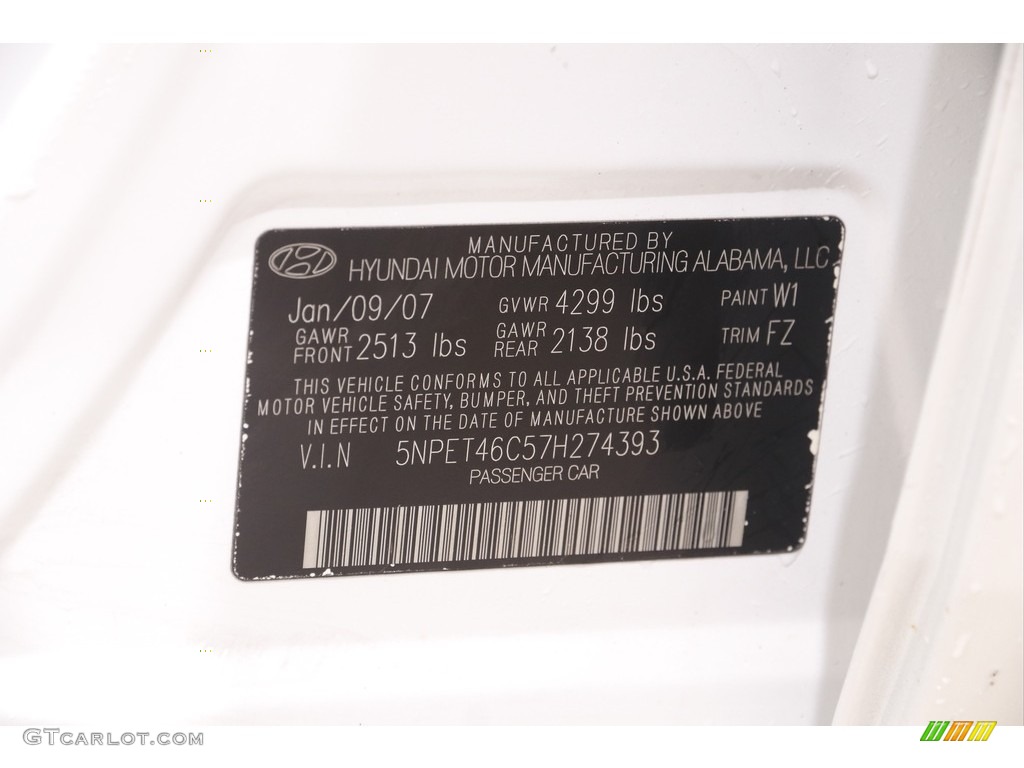 MANUFACTURED BY
HYUNDAI MOTOR MANUFACTURING ALABAMA, LLC
Jan/09/07 GVWR 4299 lbs PAINT W1
GAWR FRONT 2513 lbs GAWR REAR 2138 lbs TRIM FZ
THIS VEHICLE CONFORMS TO ALL APPLICABLE U.S.A. FEDERAL
MOTOR VEHICLE SAFETY, BUMPER, AND THEFT PREVENTION STANDARDS
IN EFFECT ON THE DATE OF MANUFACTURE SHOWN ABOVE
V.I.N 5NPET46C57H274393
PASSENGER CAR
GTCARLOT.COM